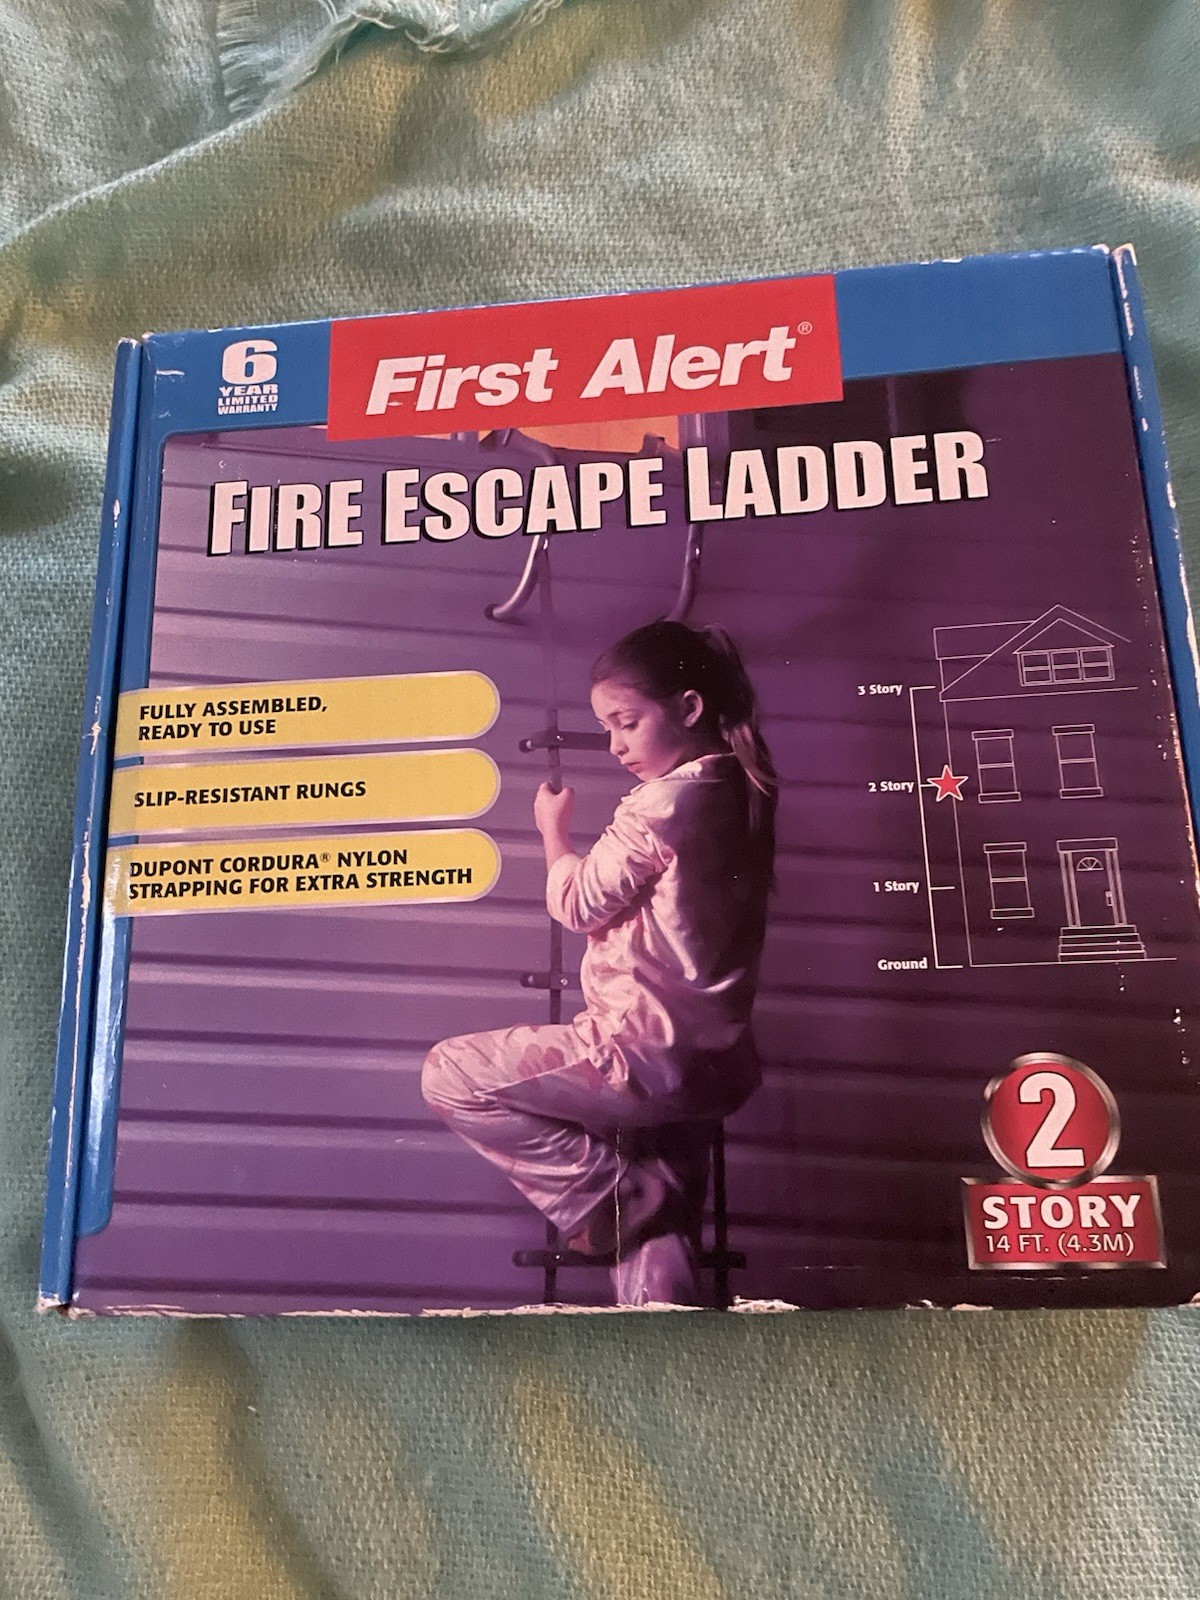 6
YEAR
LIMITED
WARRANTY
First Alert®
FIRE ESCAPE LADDER
FULLY ASSEMBLED,
READY TO USE
SLIP-RESISTANT RUNGS
DUPONT CORDURA® NYLON
STRAPPING FOR EXTRA STRENGTH
3 Story
2 Story
1 Story
Ground
2
STORY
14 FT. (4.3M)